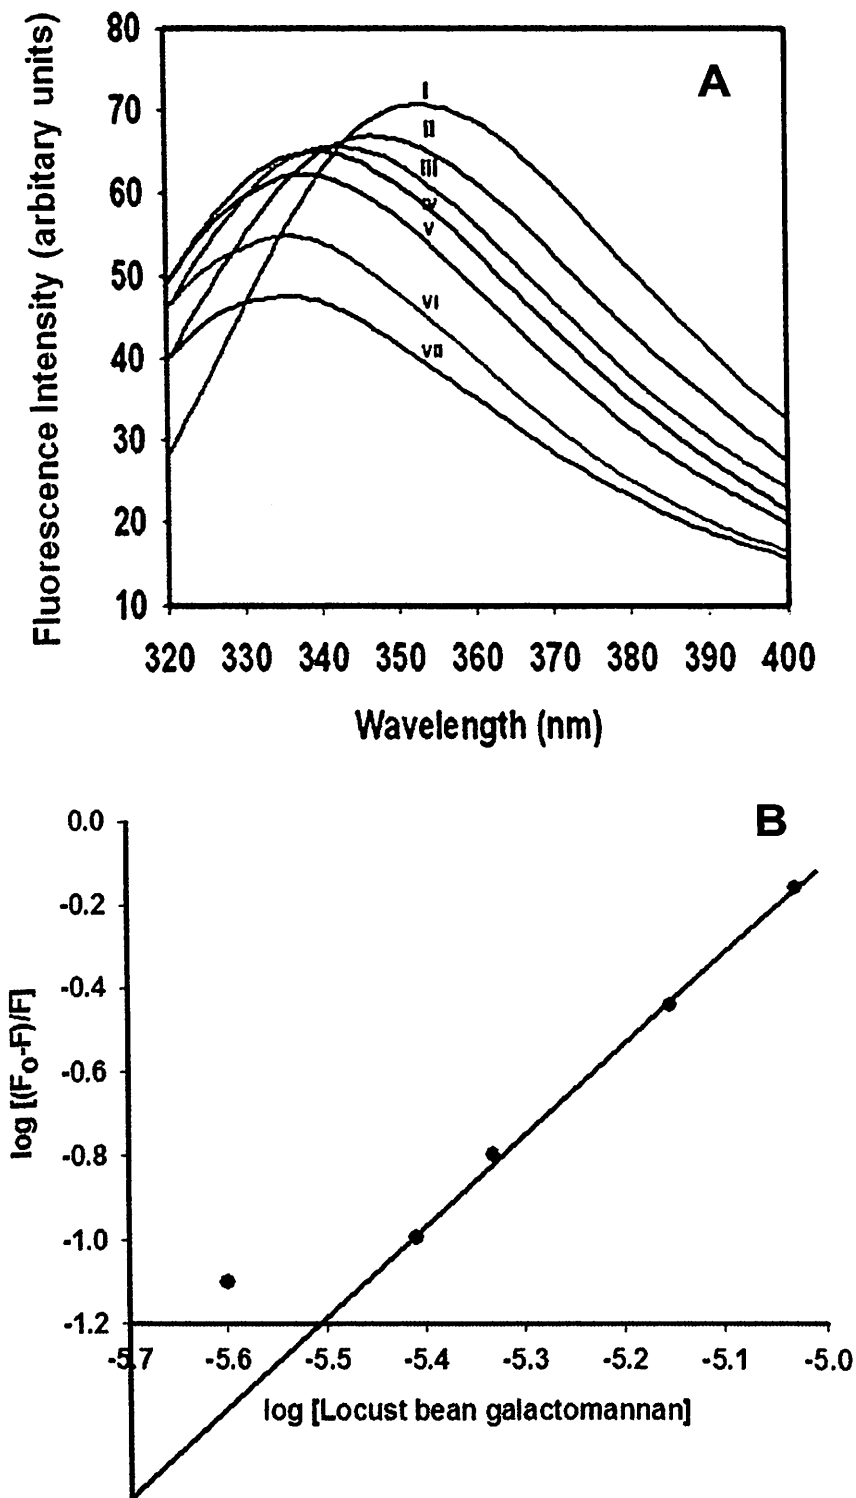 A
Fluorescence Intensity (arbitary units)
80
70
60
50
40
30
20
10
I
II
III
IV
V
VI
VII
320 330 340 350 360 370 380 390 400
Wavelength (nm)
B
log [(Fo-F)/F]
0.0
-0.2
-0.4
-0.6
-0.8
-1.0
-1.2
-5.7 -5.6 -5.5 -5.4 -5.3 -5.2 -5.1 -5.0
log [Locust bean galactomannan]